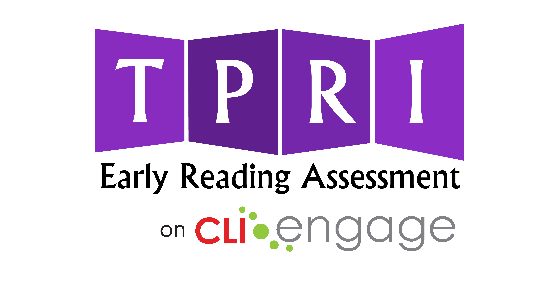 TPRI
Early Reading Assessment
on CLI engage